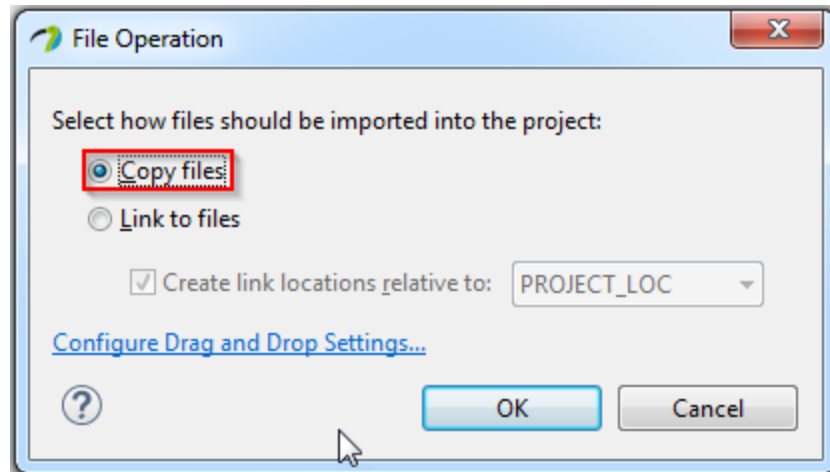 File Operation
Select how files should be imported into the project:
Copy files
Link to files
Create link locations relative to: PROJECT_LOC
Configure Drag and Drop Settings...
? OK Cancel